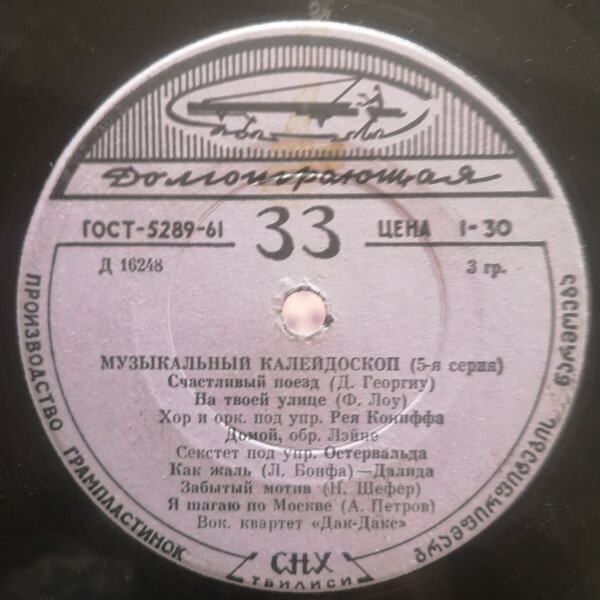 Долгоиграющая
ГОСТ-5289-61 33 ЦЕНА 1-30
Д 16248 3 гр.
МУЗЫКАЛЬНЫЙ КАЛЕЙДОСКОП (5-я серия)
Счастливый поезд (Д. Георгиу)
На твоей улице (Ф. Лоу)
Хор и орк. под упр. Рея Кониффа
Домой, обр. Лэйне
Секстет под упр. Остервальда
Как жаль (Л. Бонфа)—Далида
Забытый мотив (Н. Шефер)
Я шагаю по Москве (А. Петров)
Вок. квартет «Дак-Дакс»
ПРОИЗВОДСТВО ГРАМПЛАСТИНОК
СНХ
ТБИЛИСИ
გრამფირფიტების